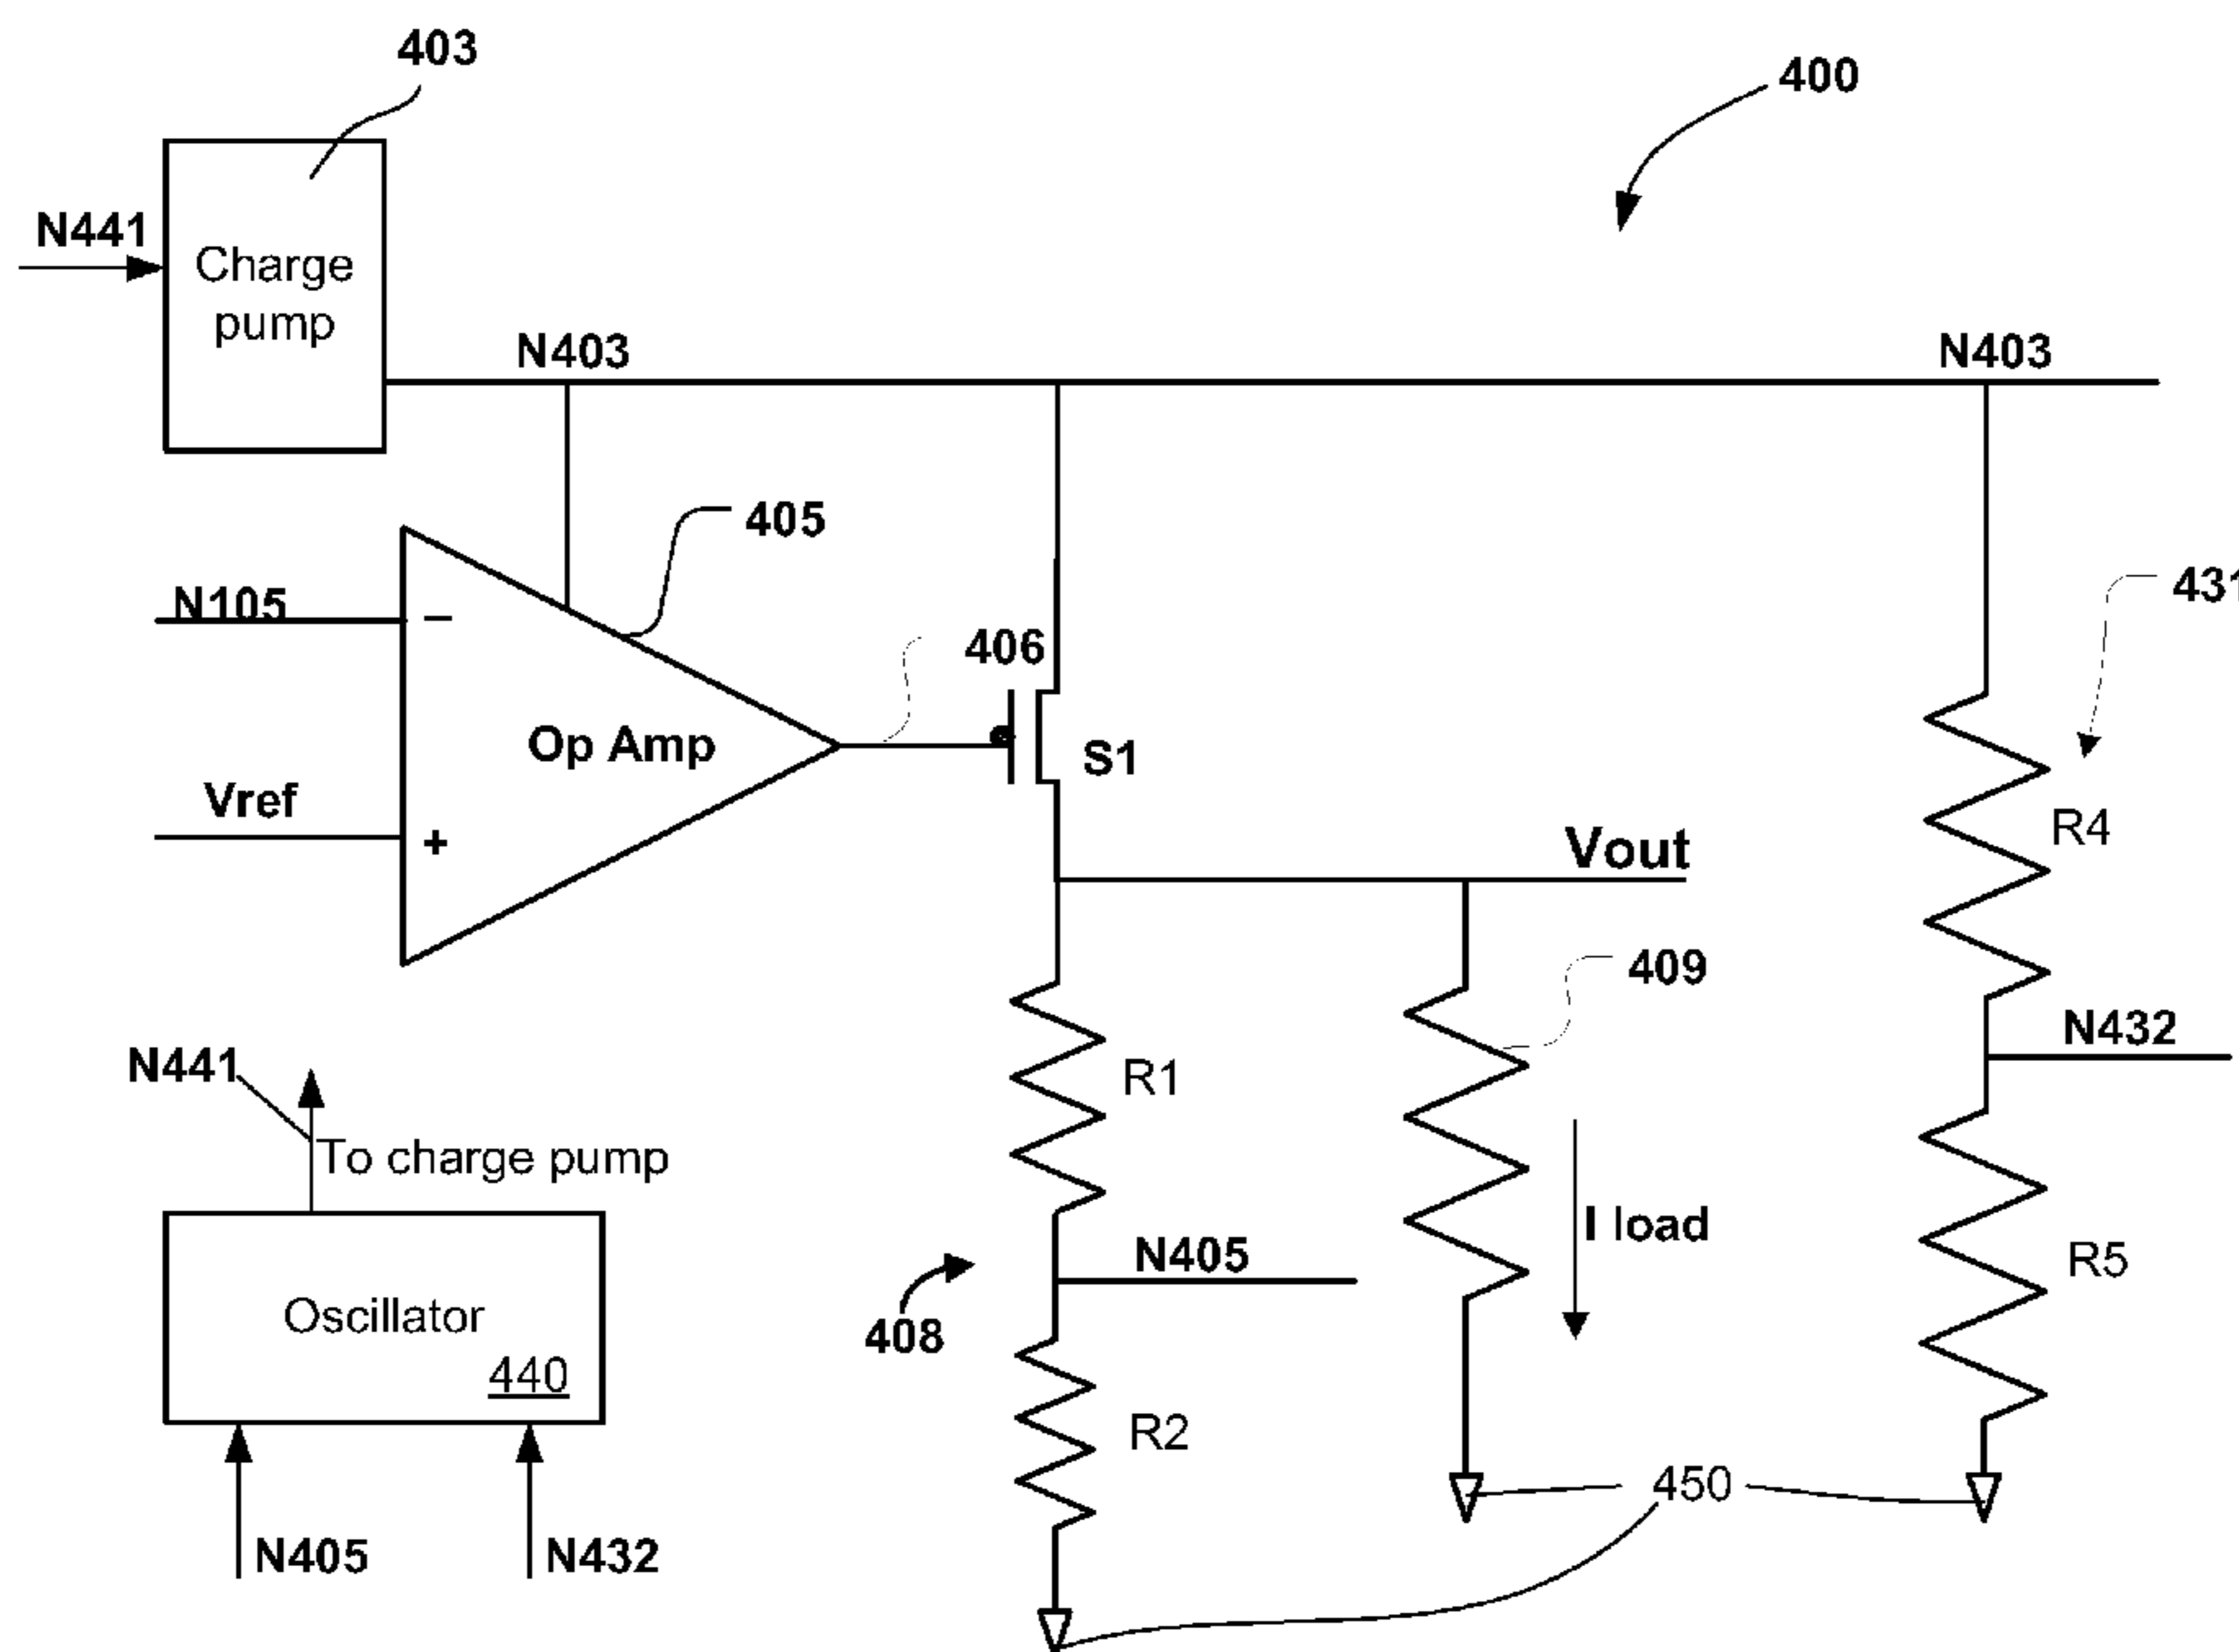 403
400
N441
Charge
pump
N403
N403
405
431
N105
406
Op Amp
S1
Vref
Vout
R4
+
–
409
N432
N441
R1
To charge pump
I load
N405
R5
408
Oscillator
440
R2
450
N405
N432